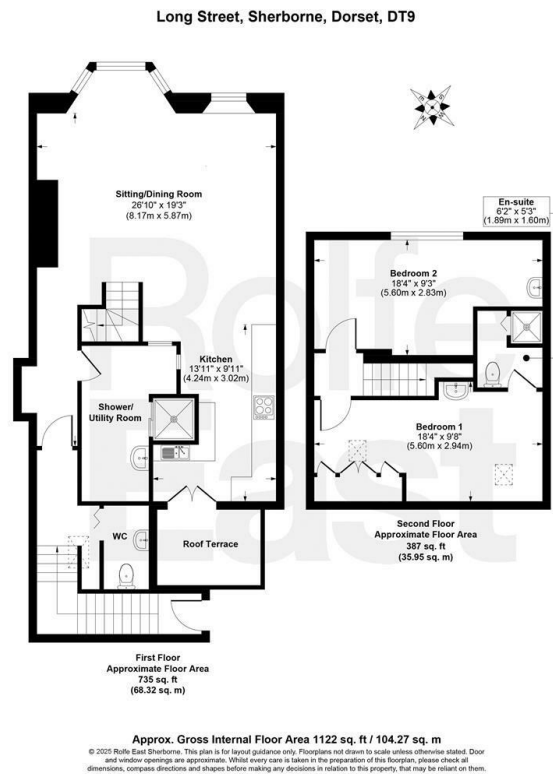 Long Street, Sherborne, Dorset, DT9
Sitting/Dining Room
26'10" x 19'3"
(8.17m x 5.87m)
En-suite
6'2" x 5'3"
(1.89m x 1.60m)
Bedroom 2
18'4" x 9'3"
(5.60m x 2.83m)
Kitchen
13'11" x 9'11"
(4.24m x 3.02m)
Shower/
Utility Room
Bedroom 1
18'4" x 9'8"
(5.60m x 2.94m)
WC
Roof Terrace
Second Floor
Approximate Floor Area
387 sq. ft
(35.95 sq. m)
First Floor
Approximate Floor Area
735 sq. ft
(68.32 sq. m)
Rolfe
East
Approx. Gross Internal Floor Area 1122 sq. ft / 104.27 sq. m
© 2025 Rolfe East Sherborne. This plan is for layout guidance only. Floorplans not drawn to scale unless otherwise stated. Door
and window openings are approximate. Whilst every care is taken in the preparation of this floorplan, please check all
dimensions, compass directions and shapes before making any decisions in relation to this property, that may be reliant on them.